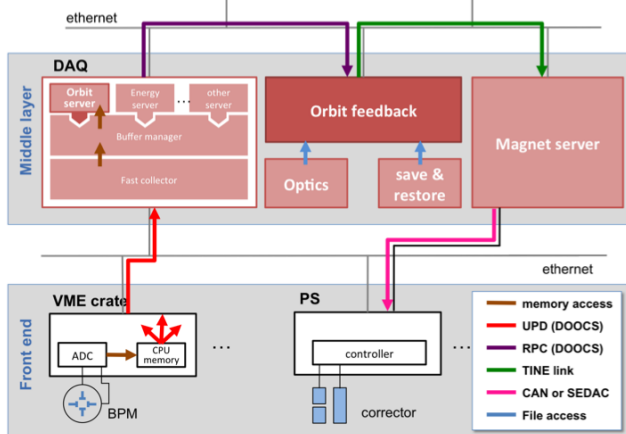 ethernet
DAQ
Middle layer
Orbit
server
Energy
server
...
other
server
Buffer manager
Fast collector
Orbit feedback
Optics
save &
restore
Magnet server
ethernet
Front end
VME crate
ADC
CPU
memory
...
BPM
PS
controller
...
corrector
memory access
UPD (DOOCS)
RPC (DOOCS)
TINE link
CAN or SEDAC
File access